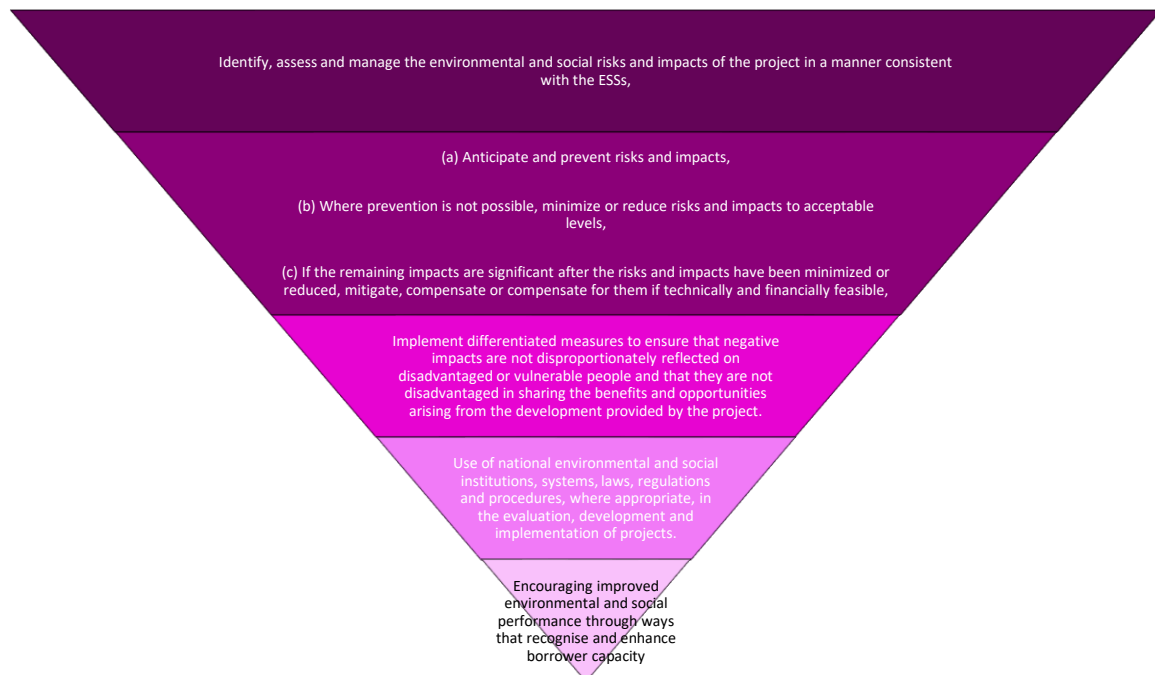 Identify, assess and manage the environmental and social risks and impacts of the project in a manner consistent
with the ESSs,
(a) Anticipate and prevent risks and impacts,
(b) Where prevention is not possible, minimize or reduce risks and impacts to acceptable
levels,
(c) If the remaining impacts are significant after the risks and impacts have been minimized or
reduced, mitigate, compensate or compensate for them if technically and financially feasible,
Implement differentiated measures to ensure that negative
impacts are not disproportionately reflected on
disadvantaged or vulnerable people and that they are not
disadvantaged in sharing the benefits and opportunities
arising from the development provided by the project.
Use of national environmental and social
institutions, systems, laws, regulations
and procedures, where appropriate, in
the evaluation, development and
implementation of projects.
Encouraging improved
environmental and social
performance through ways
that recognise and enhance
borrower capacity